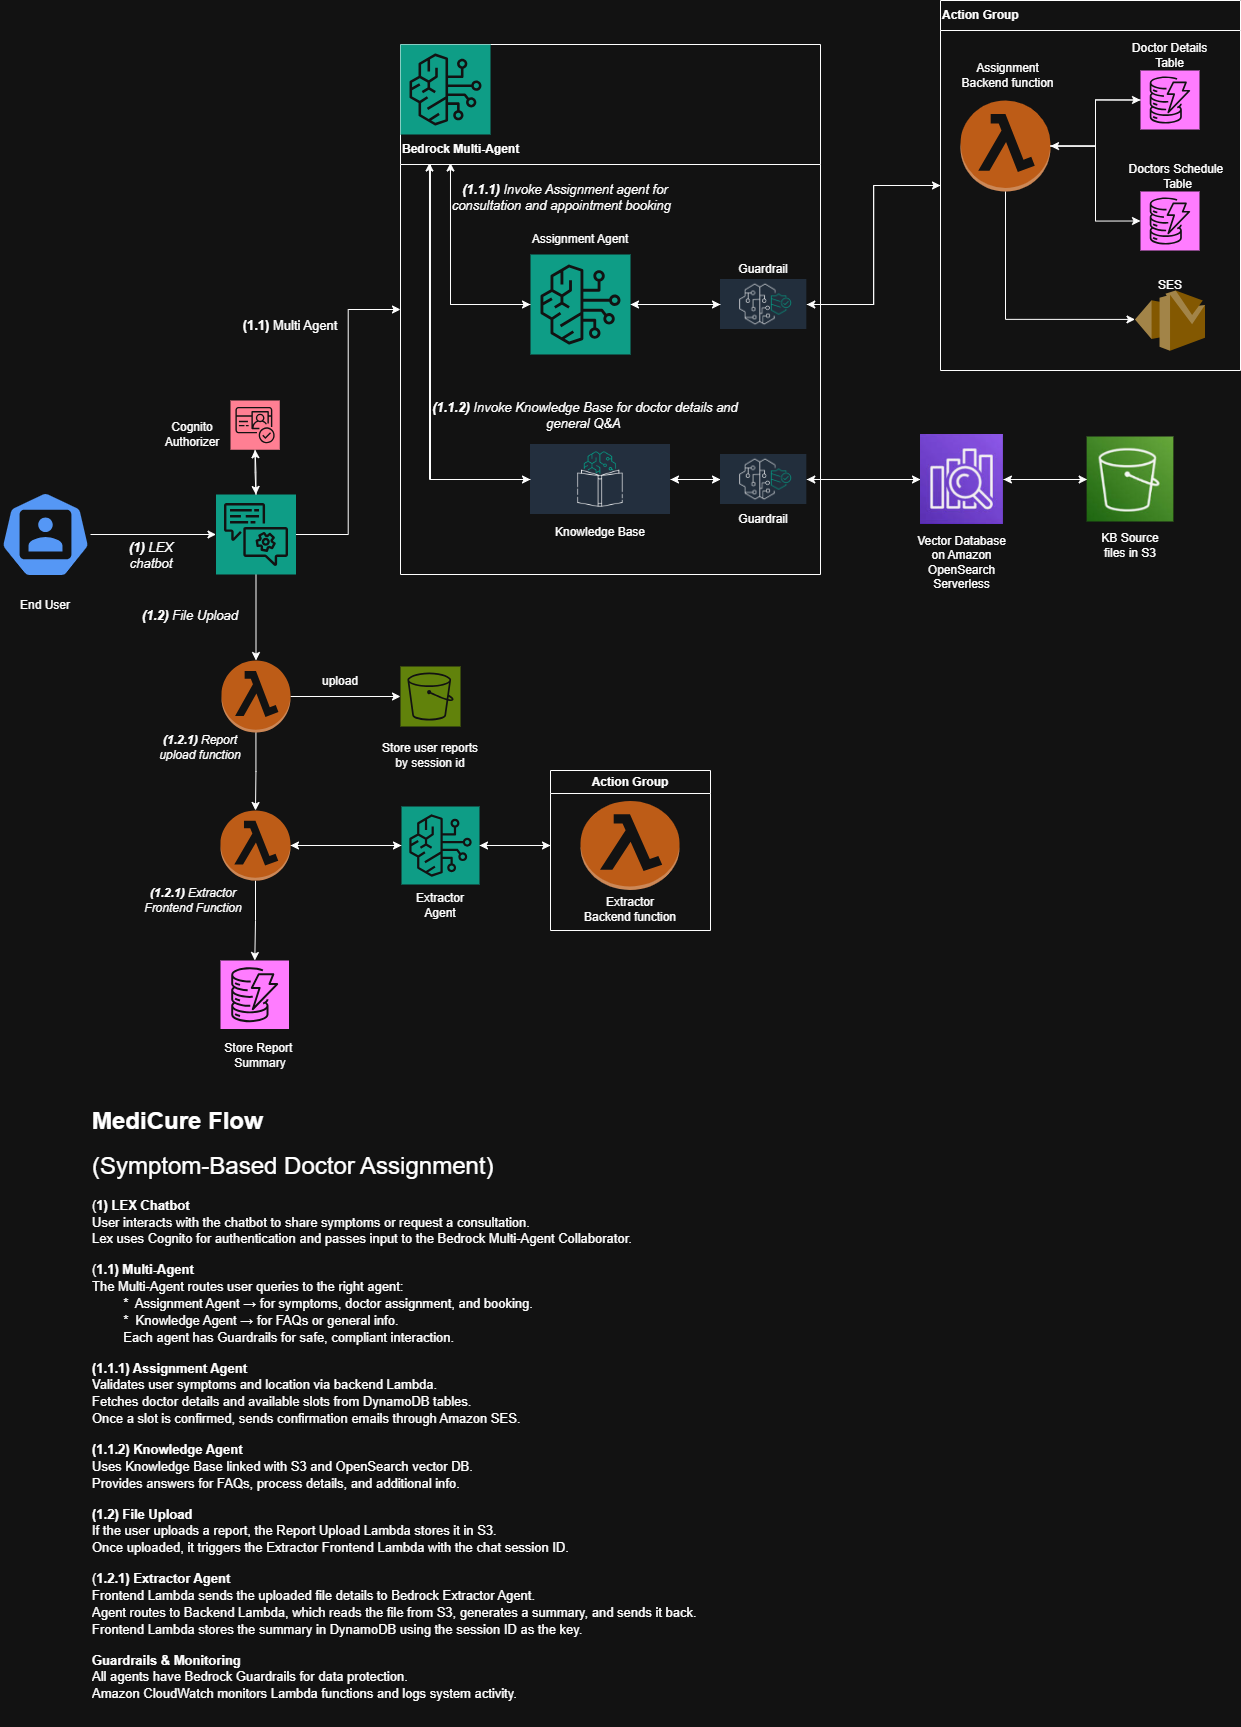 Action Group
Doctor Details
Table
Assignment
Backend function
Bedrock Multi-Agent
Doctors Schedule
Table
(1.1.1) Invoke Assignment agent for
consultation and appointment booking
Assignment Agent
Guardrail
SES
(1.1) Multi Agent
(1.1.2) Invoke Knowledge Base for doctor details and
general Q&A
Cognito
Authorizer
Knowledge Base
Guardrail
Vector Database
on Amazon
OpenSearch
Serverless
KB Source
files in S3
(1) LEX
chatbot
End User
(1.2) File Upload
upload
(1.2.1) Report
upload function
Store user reports
by session id
Action Group
(1.2.1) Extractor
Frontend Function
Extractor
Agent
Extractor
Backend function
Store Report
Summary
MediCure Flow
(Symptom-Based Doctor Assignment)
(1) LEX Chatbot
User interacts with the chatbot to share symptoms or request a consultation.
Lex uses Cognito for authentication and passes input to the Bedrock Multi-Agent Collaborator.
(1.1) Multi-Agent
The Multi-Agent routes user queries to the right agent:
* Assignment Agent → for symptoms, doctor assignment, and booking.
* Knowledge Agent → for FAQs or general info.
Each agent has Guardrails for safe, compliant interaction.
(1.1.1) Assignment Agent
Validates user symptoms and location via backend Lambda.
Fetches doctor details and available slots from DynamoDB tables.
Once a slot is confirmed, sends confirmation emails through Amazon SES.
(1.1.2) Knowledge Agent
Uses Knowledge Base linked with S3 and OpenSearch vector DB.
Provides answers for FAQs, process details, and additional info.
(1.2) File Upload
If the user uploads a report, the Report Upload Lambda stores it in S3.
Once uploaded, it triggers the Extractor Frontend Lambda with the chat session ID.
(1.2.1) Extractor Agent
Frontend Lambda sends the uploaded file details to Bedrock Extractor Agent.
Agent routes to Backend Lambda, which reads the file from S3, generates a summary, and sends it back.
Frontend Lambda stores the summary in DynamoDB using the session ID as the key.
Guardrails & Monitoring
All agents have Bedrock Guardrails for data protection.
Amazon CloudWatch monitors Lambda functions and logs system activity.